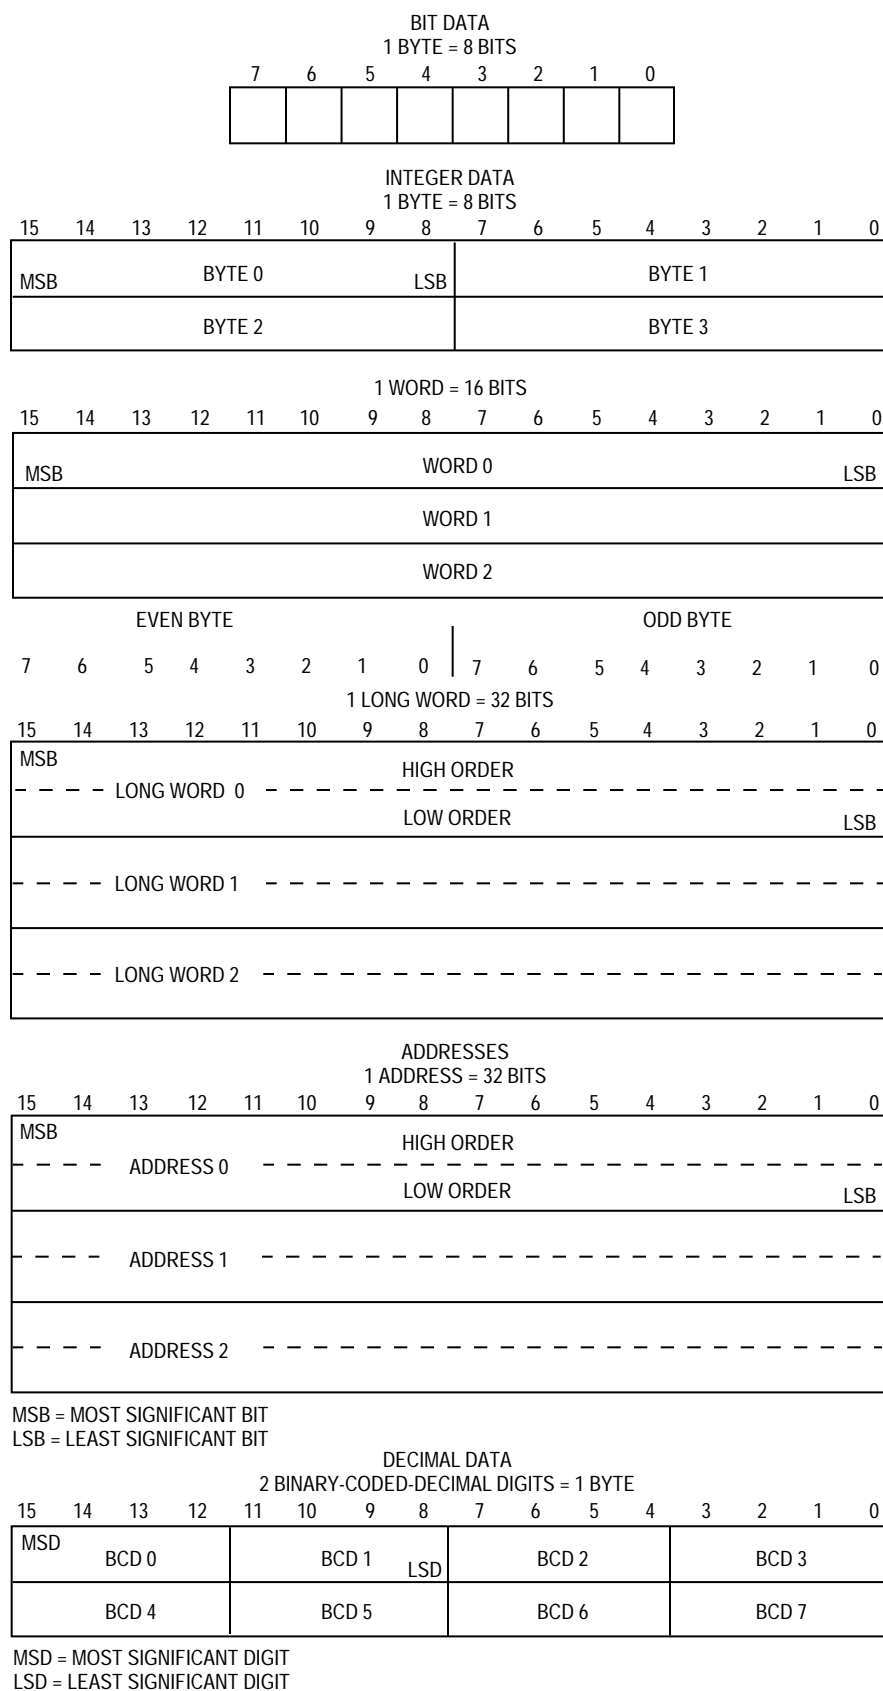 BIT DATA
1 BYTE = 8 BITS
7 6 5 4 3 2 1 0
INTEGER DATA
1 BYTE = 8 BITS
15 14 13 12 11 10 9 8 7 6 5 4 3 2 1 0
MSB BYTE 0 LSB BYTE 1
BYTE 2 BYTE 3
1 WORD = 16 BITS
15 14 13 12 11 10 9 8 7 6 5 4 3 2 1 0
MSB WORD 0 LSB
WORD 1
WORD 2
EVEN BYTE ODD BYTE
7 6 5 4 3 2 1 0 7 6 5 4 3 2 1 0
1 LONG WORD = 32 BITS
15 14 13 12 11 10 9 8 7 6 5 4 3 2 1 0
MSB HIGH ORDER
LONG WORD 0
LOW ORDER LSB
LONG WORD 1
LONG WORD 2
ADDRESSES
1 ADDRESS = 32 BITS
15 14 13 12 11 10 9 8 7 6 5 4 3 2 1 0
MSB HIGH ORDER
ADDRESS 0
LOW ORDER LSB
ADDRESS 1
ADDRESS 2
MSB = MOST SIGNIFICANT BIT
LSB = LEAST SIGNIFICANT BIT
DECIMAL DATA
2 BINARY-CODED-DECIMAL DIGITS = 1 BYTE
15 14 13 12 11 10 9 8 7 6 5 4 3 2 1 0
MSD BCD 0 BCD 1 LSD BCD 2 BCD 3
BCD 4 BCD 5 BCD 6 BCD 7
MSD = MOST SIGNIFICANT DIGIT
LSD = LEAST SIGNIFICANT DIGIT